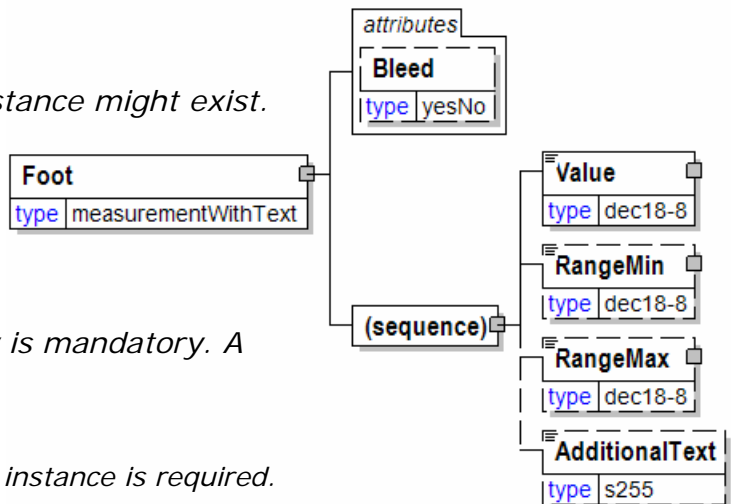 attributes
Bleed
type yesNo
stance might exist.
Foot
type measurementWithText
Value
type dec18-8
RangeMin
type dec18-8
(sequence)
is mandatory. A
RangeMax
type dec18-8
AdditionalText
instance is required.
type s255